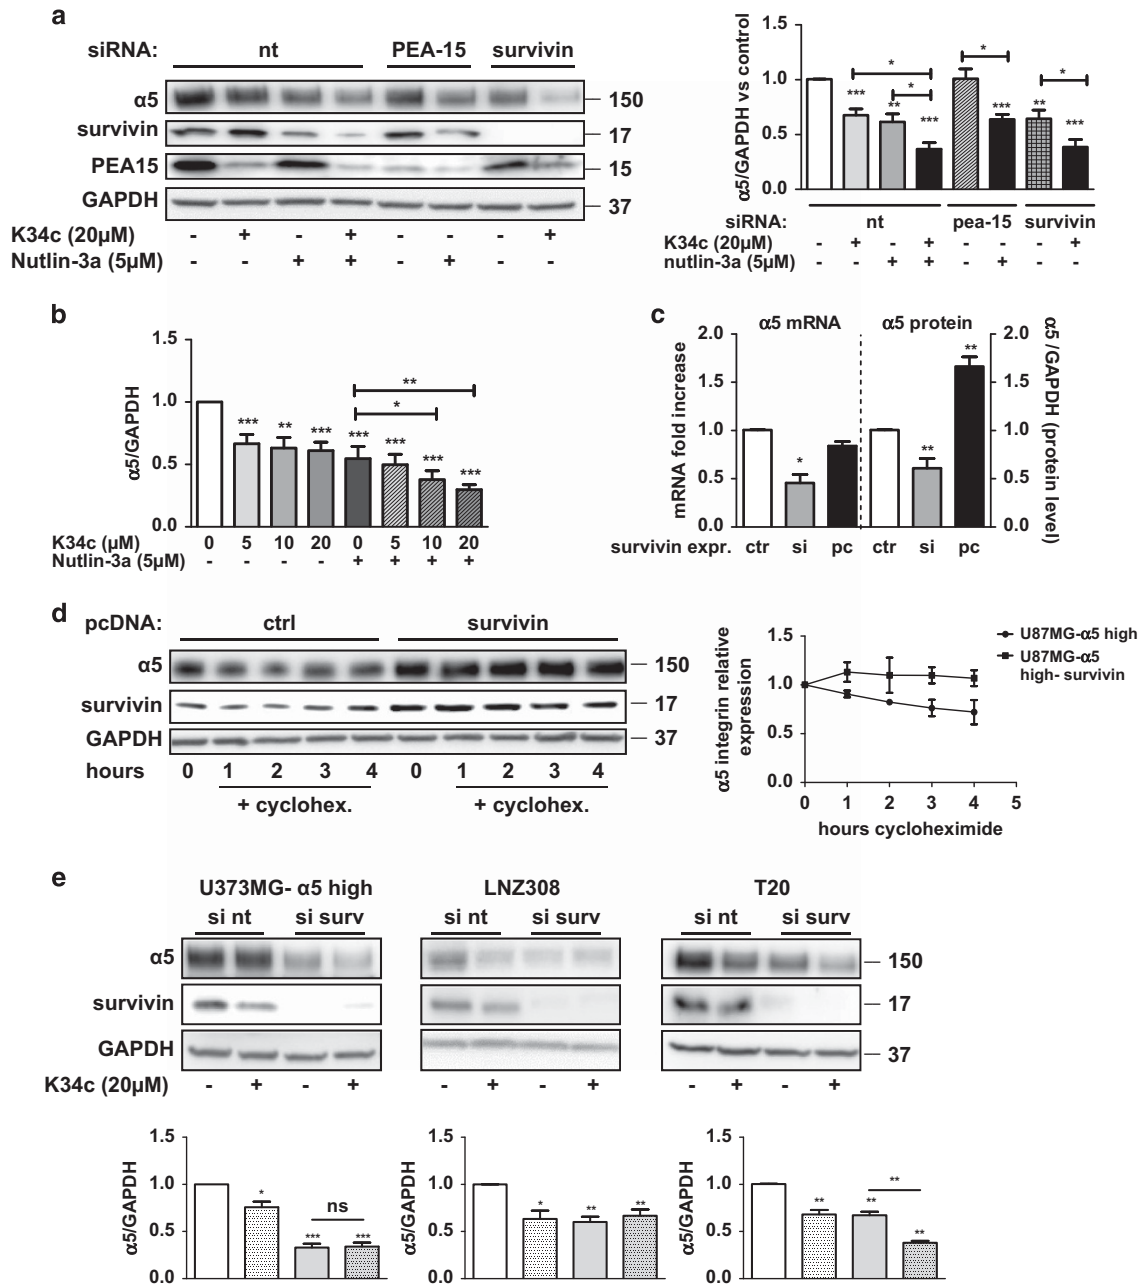 a
siRNA: nt PEA-15 survivin
α5 150
survivin 17
PEA15 15
GAPDH 37
K34c (20µM) - + - + - - - +
Nutlin-3a (5µM) - - + + - + - -
α5/GAPDH vs control
1.5
1.0
0.5
0.0
*** ** *** *** ** ***
* * * *
siRNA: nt pea-15 survivin
K34c (20µM) - + - + - - - +
nutlin-3a (5µM) - - + + - + - -
b
α5/GAPDH
1.5
1.0
0.5
0.0
*** ** *** *** *** *** ***
**
*
K34c (µM) 0 5 10 20 0 5 10 20
Nutlin-3a (5µM) - - - - + + + +
c
α5 mRNA α5 protein
mRNA fold increase
2.0
1.5
1.0
0.5
0.0
* ** **
2.0
1.5
1.0
0.5
0.0
α5 /GAPDH (protein level)
survivin expr. ctr si pc ctr si pc
d
pcDNA: ctrl survivin
α5 150
survivin 17
GAPDH 37
hours 0 1 2 3 4 0 1 2 3 4
+ cyclohex. + cyclohex.
α5 integrin relative expression
1.5
1.0
0.5
0.0
0 1 2 3 4 5
hours cycloheximide
U87MG-α5 high
U87MG-α5
high- survivin
e
U373MG- α5 high LNZ308 T20
si nt si surv si nt si surv si nt si surv
α5 150
survivin 17
GAPDH 37
K34c (20µM) - + - + - + - + - + - +
α5/GAPDH
1.5
1.0
0.5
0.0
* *** ***
ns
α5/GAPDH
1.5
1.0
0.5
0.0
* ** **
α5/GAPDH
1.5
1.0
0.5
0.0
** ** **
**